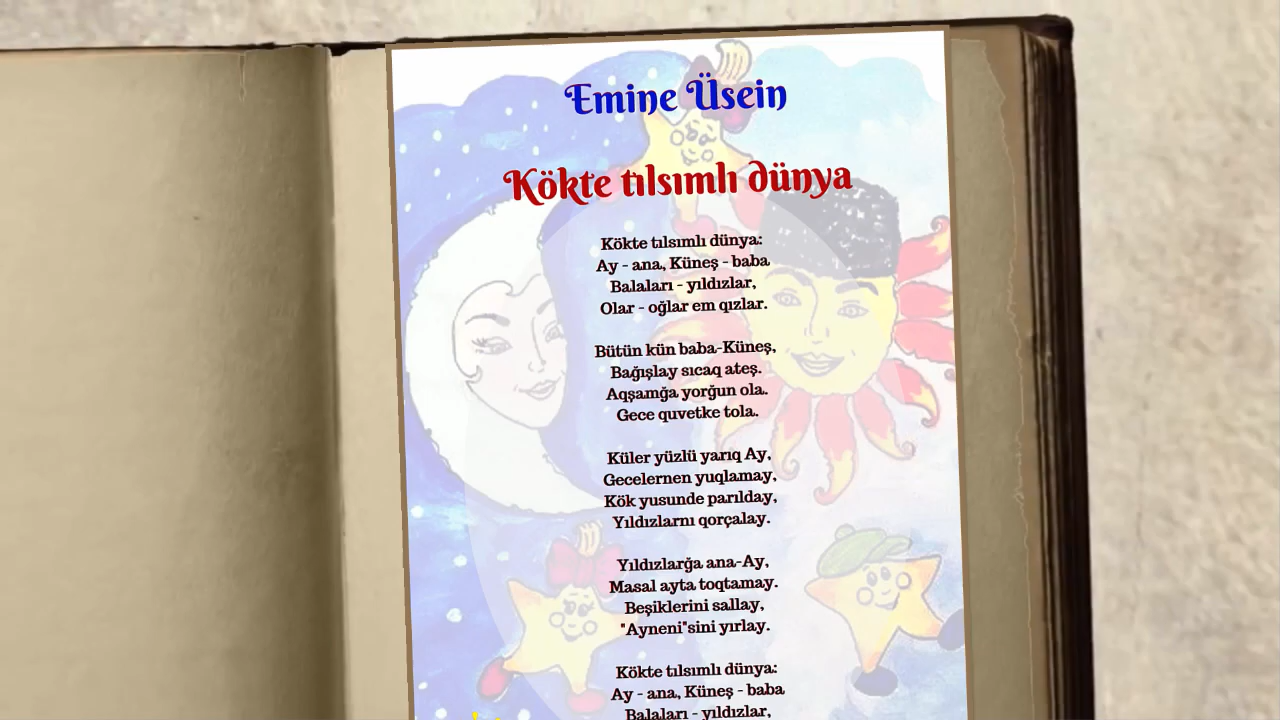 Emine Üsein
Kökte tılsımlı dünya
Kökte tılsımlı dünya:
Ay - ana, Küneş - baba
Balaları - yıldızlar,
Olar - oğlar em qızlar.
Bütün kün baba-Küneş,
Bağışlay sıcaq ateş.
Aqşamğa yorğun ola.
Gece quvetke tola.
Küler yüzlü yarıq Ay,
Gecelernen yuqlamay,
Kök yusunde parılday,
Yıldızlarnı qorçalay.
Yıldızlarğa ana-Ay,
Masal ayta toqtamay.
Beşiklerini sallay,
"Ayneni"sini yırlay.
Kökte tılsımlı dünya:
Ay - ana, Küneş - baba
Balaları - yıldızlar,